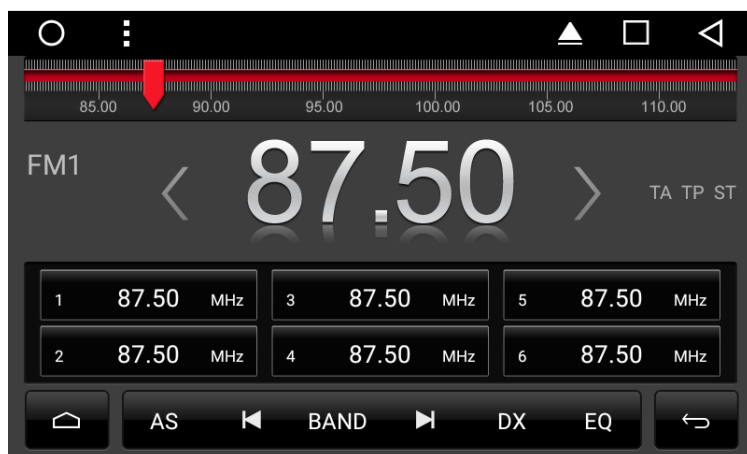 85.00 90.00 95.00 100.00 105.00 110.00
FM1 87.50 TA TP ST
1 87.50 MHz 3 87.50 MHz 5 87.50 MHz
2 87.50 MHz 4 87.50 MHz 6 87.50 MHz
AS BAND DX EQ